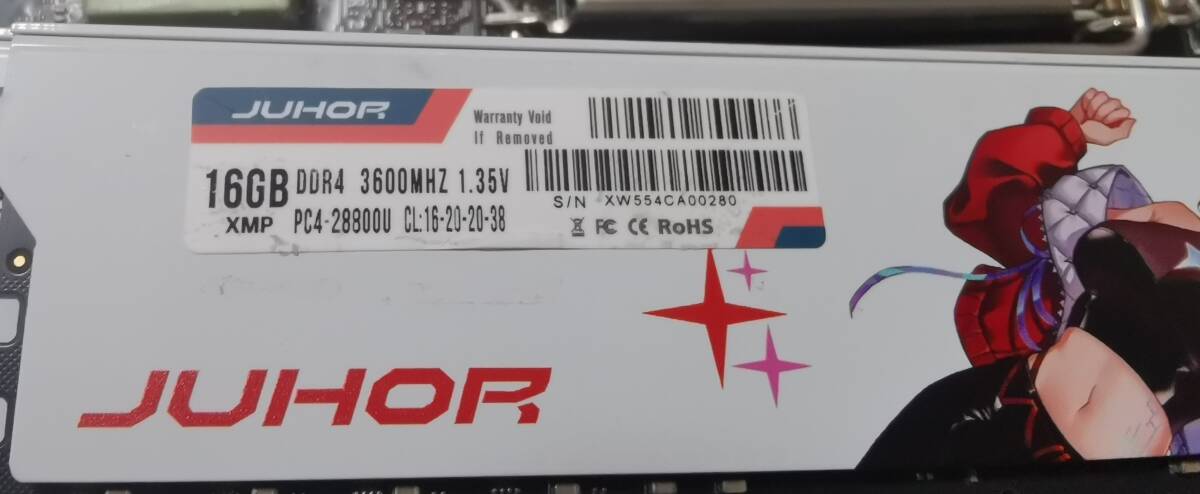 JUHOR
Warranty Void
If Removed
16GB DDR4 3600MHZ 1.35V
XMP PC4-28800U CL:16-20-20-38
S/N XW554CA00280
FC CE RoHS
JUHOR